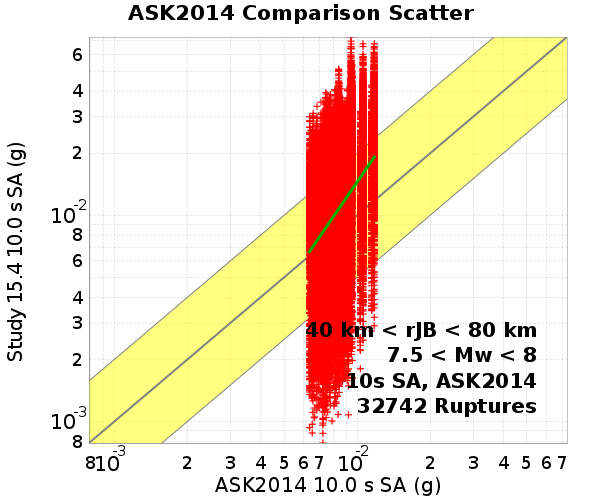 ASK2014 Comparison Scatter
Study 15.4 10.0 s SA (g)
6
4
3
2
10-2
8
6
4
3
2
10-3
8
40 km < rJB < 80 km
7.5 < Mw < 8
10s SA, ASK2014
32742 Ruptures
8 10-3 2 3 4 5 6 7 10-2 2 3 4 5 6 7
ASK2014 10.0 s SA (g)